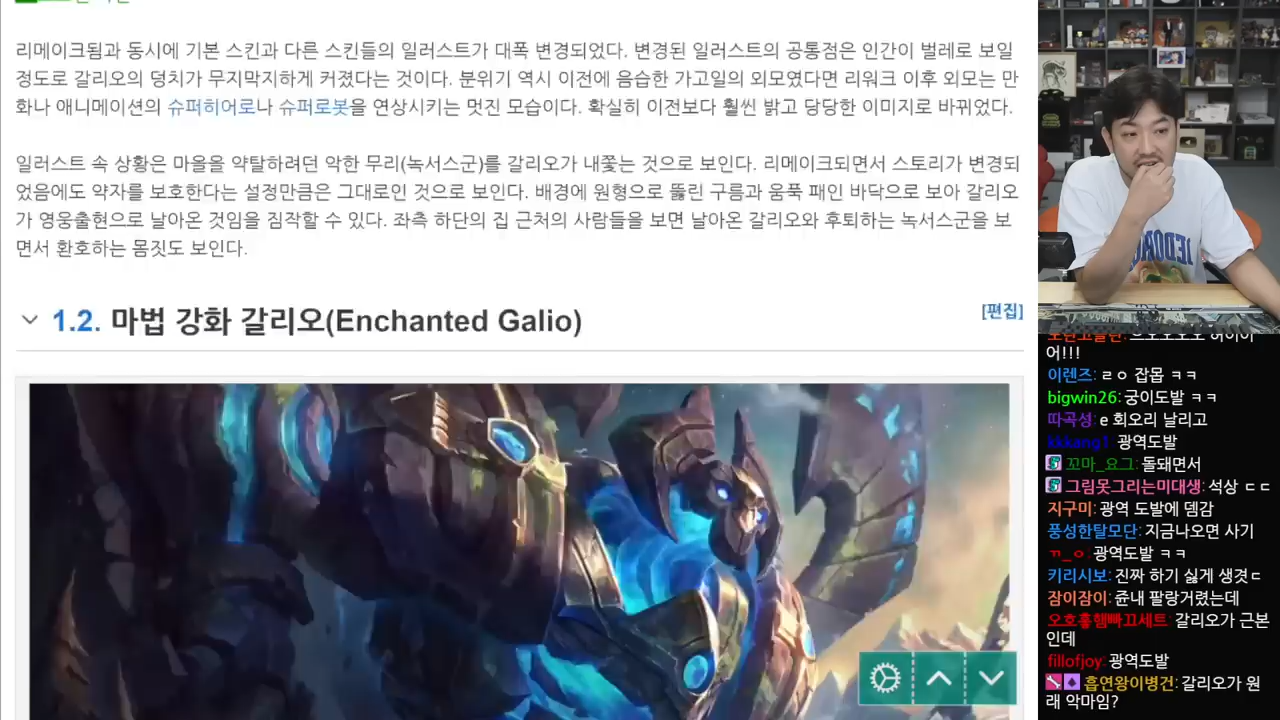 리메이크됨과 동시에 기본 스킨과 다른 스킨들의 일러스트가 대폭 변경되었다. 변경된 일러스트의 공통점은 인간이 벌레로 보일
정도로 갈리오의 덩치가 무지막지하게 커졌다는 것이다. 분위기 역시 이전에 음습한 가고일의 외모였다면 리워크 이후 외모는 만
화나 애니메이션의 슈퍼히어로나 슈퍼로봇을 연상시키는 멋진 모습이다. 확실히 이전보다 훨씬 밝고 당당한 이미지로 바뀌었다.
일러스트 속 상황은 마을을 약탈하려던 악한 무리(녹서스군)를 갈리오가 내쫓는 것으로 보인다. 리메이크되면서 스토리가 변경되
었음에도 약자를 보호한다는 설정만큼은 그대로인 것으로 보인다. 배경에 원형으로 뚫린 구름과 움푹 패인 바닥으로 보아 갈리오
가 영웅출현으로 날아온 것임을 짐작할 수 있다. 좌측 하단의 집 근처의 사람들을 보면 날아온 갈리오와 후퇴하는 녹서스군을 보
면서 환호하는 몸짓도 보인다.
1.2. 마법 강화 갈리오(Enchanted Galio)
[편집]
어!!!
이렌즈: ㄹㅇ 잡몹 ㅋㅋ
bigwin26: 궁이도발 ㅋㅋ
따곡성: e 회오리 날리고
kkkang1: 광역도발
꼬마_요그: 돌돼면서
그림못그리는미대생: 석상 ㄷㄷ
지구미: 광역 도발에 뎀감
풍성한탈모단: 지금나오면 사기
ㄲ_ㅇ: 광역도발 ㅋㅋ
키리시보: 진짜 하기 싫게 생겻ㄷ
잠이잠이: 쥰내 팔랑거렸는데
오호홓햄빠끄세트: 갈리오가 근본
인데
fillofjoy: 광역도발
흡연왕이병건: 갈리오가 원
래 악마임?